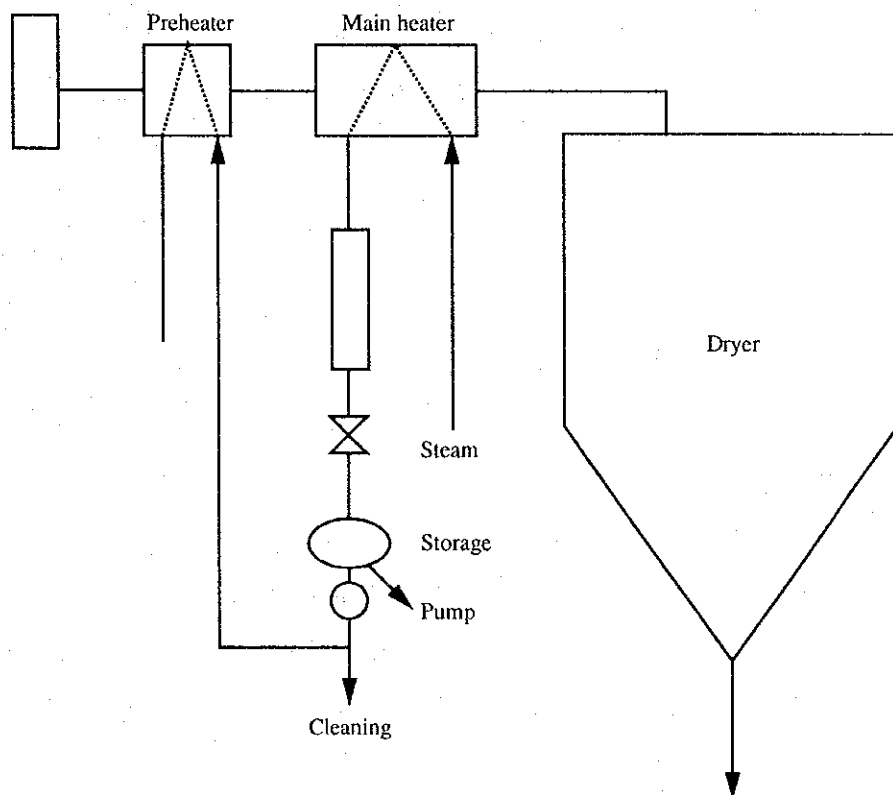 Preheater
Main heater
Dryer
Steam
Storage
Pump
Cleaning